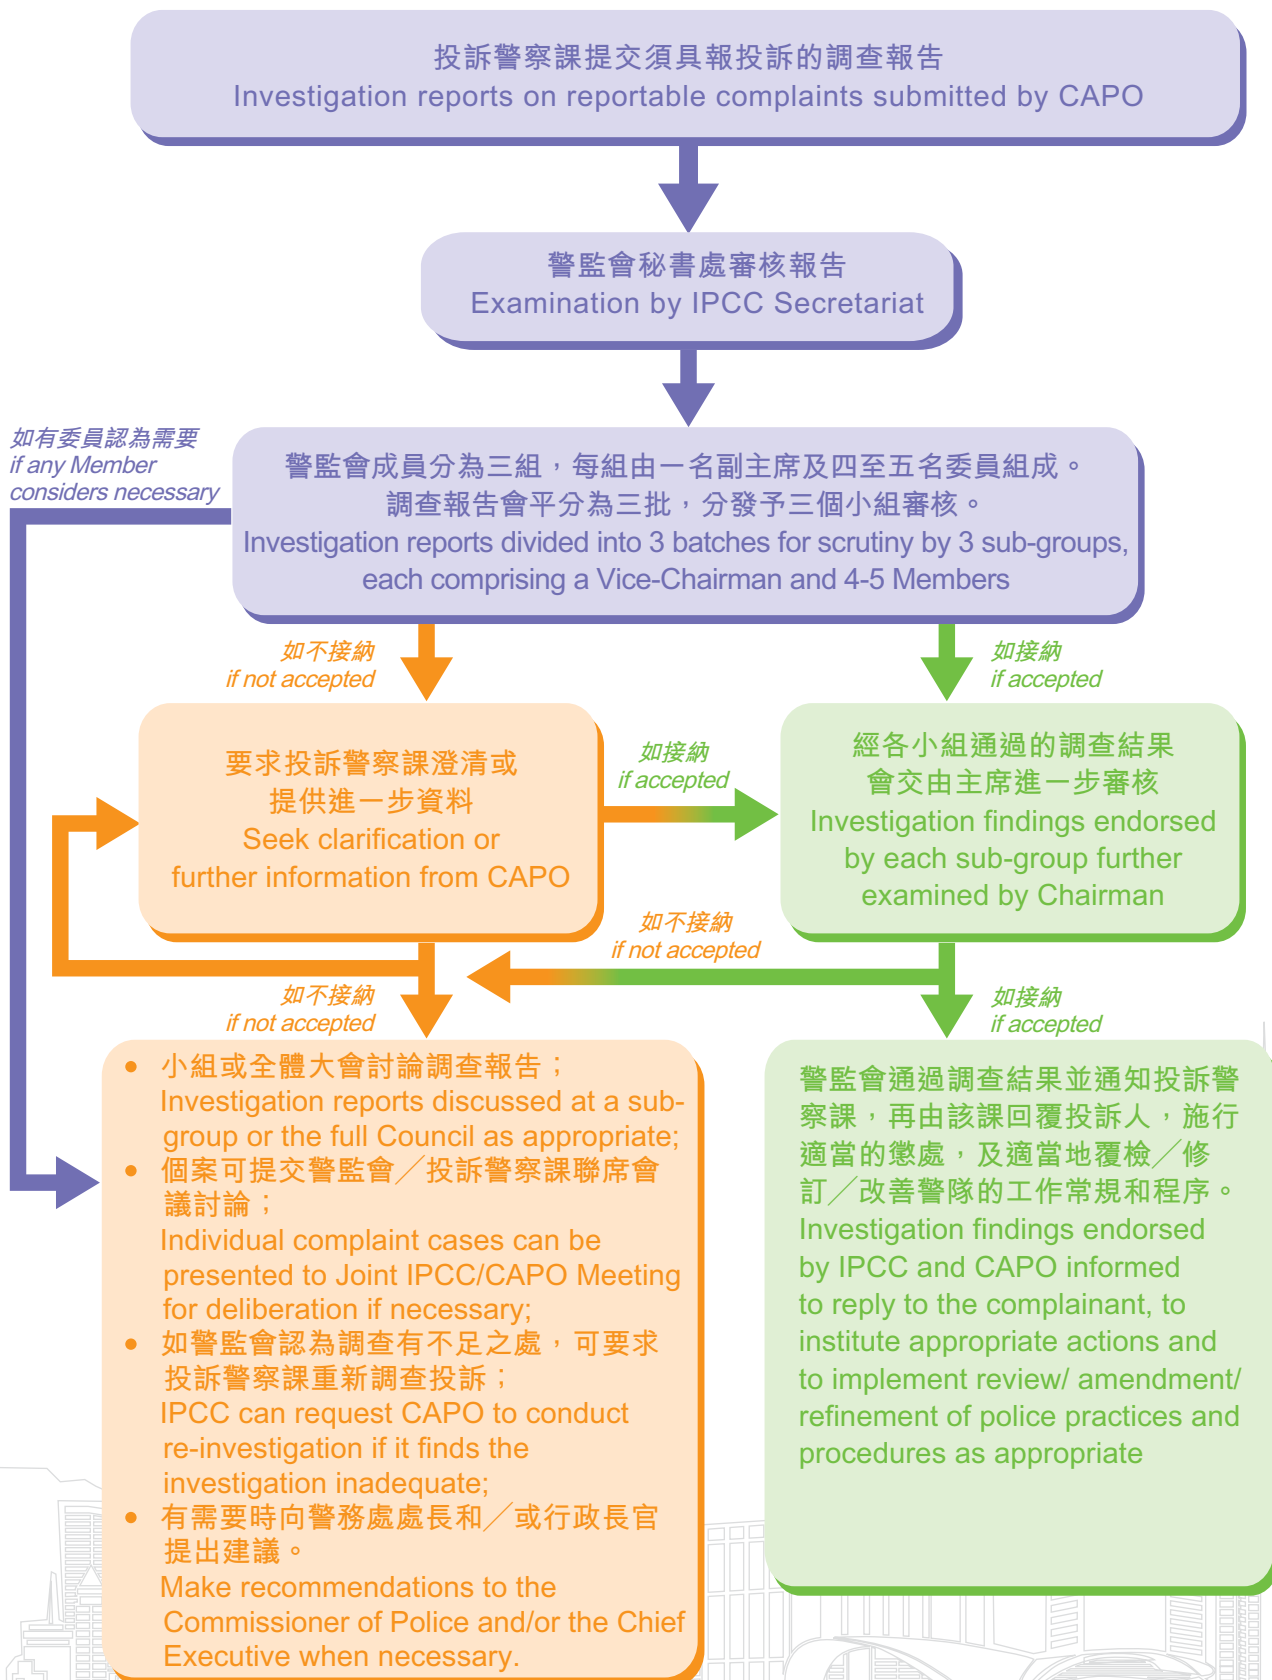 投訴警察課提交須具報投訴的調查報告
Investigation reports on reportable complaints submitted by CAPO
警監會秘書處審核報告
Examination by IPCC Secretariat
如有委員認為需要
if any Member
considers necessary
警監會成員分為三組，每組由一名副主席及四至五名委員組成。
調查報告會平分為三批，分發予三個小組審核。
Investigation reports divided into 3 batches for scrutiny by 3 sub-groups,
each comprising a Vice-Chairman and 4-5 Members
如不接納
if not accepted
如接納
if accepted
要求投訴警察課澄清或
提供進一步資料
Seek clarification or
further information from CAPO
如接納
if accepted
經各小組通過的調查結果
會交由主席進一步審核
Investigation findings endorsed
by each sub-group further
examined by Chairman
如不接納
if not accepted
如不接納
if not accepted
如接納
if accepted
• 小組或全體大會討論調查報告；
Investigation reports discussed at a sub-
group or the full Council as appropriate;
• 個案可提交警監會／投訴警察課聯席會
議討論；
Individual complaint cases can be
presented to Joint IPCC/CAPO Meeting
for deliberation if necessary;
• 如警監會認為調查有不足之處，可要求
投訴警察課重新調查投訴；
IPCC can request CAPO to conduct
re-investigation if it finds the
investigation inadequate;
• 有需要時向警務處處長和／或行政長官
提出建議。
Make recommendations to the
Commissioner of Police and/or the Chief
Executive when necessary.
警監會通過調查結果並通知投訴警
察課，再由該課回覆投訴人，施行
適當的懲處，及適當地覆檢／修
訂／改善警隊的工作常規和程序。
Investigation findings endorsed
by IPCC and CAPO informed
to reply to the complainant, to
institute appropriate actions and
to implement review/ amendment/
refinement of police practices and
procedures as appropriate